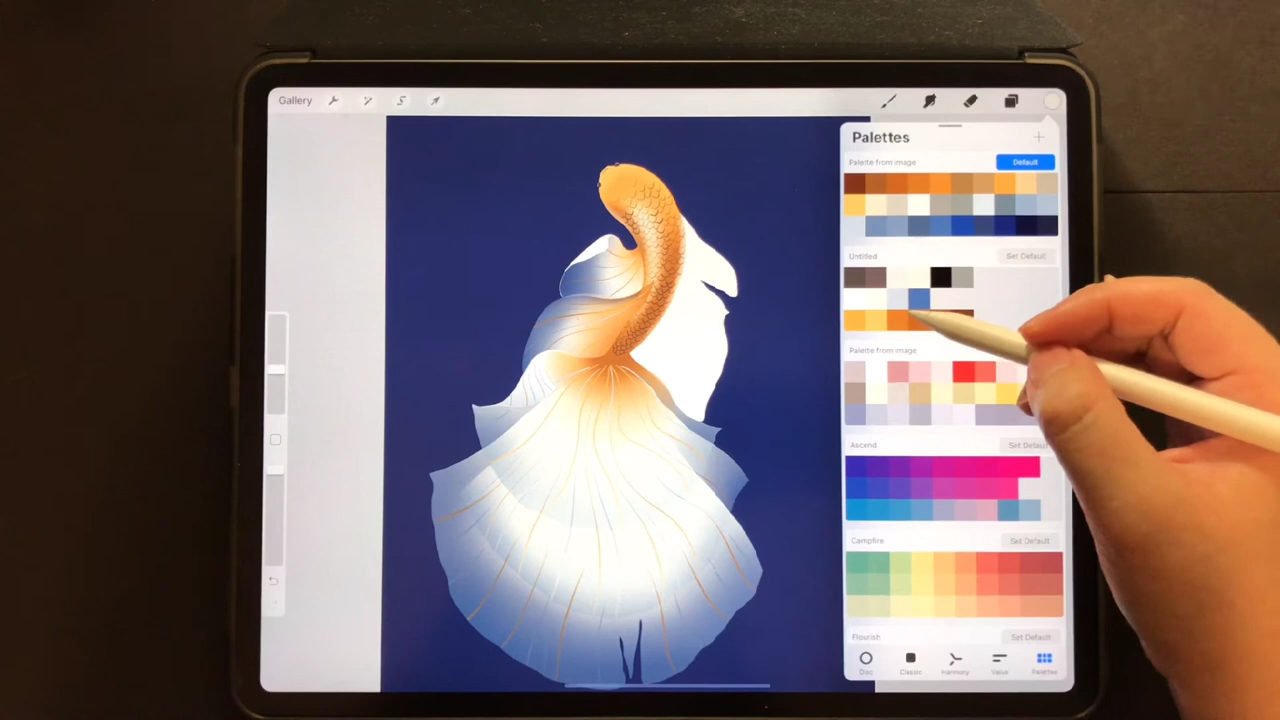 Gallery
Palettes
Palette from image
Default
Untitled
Set Default
Palette from image
Ascend
Set Default
Campfire
Set Default
Flourish
Set Default
Disc
Classic
Harmony
Value
Palettes